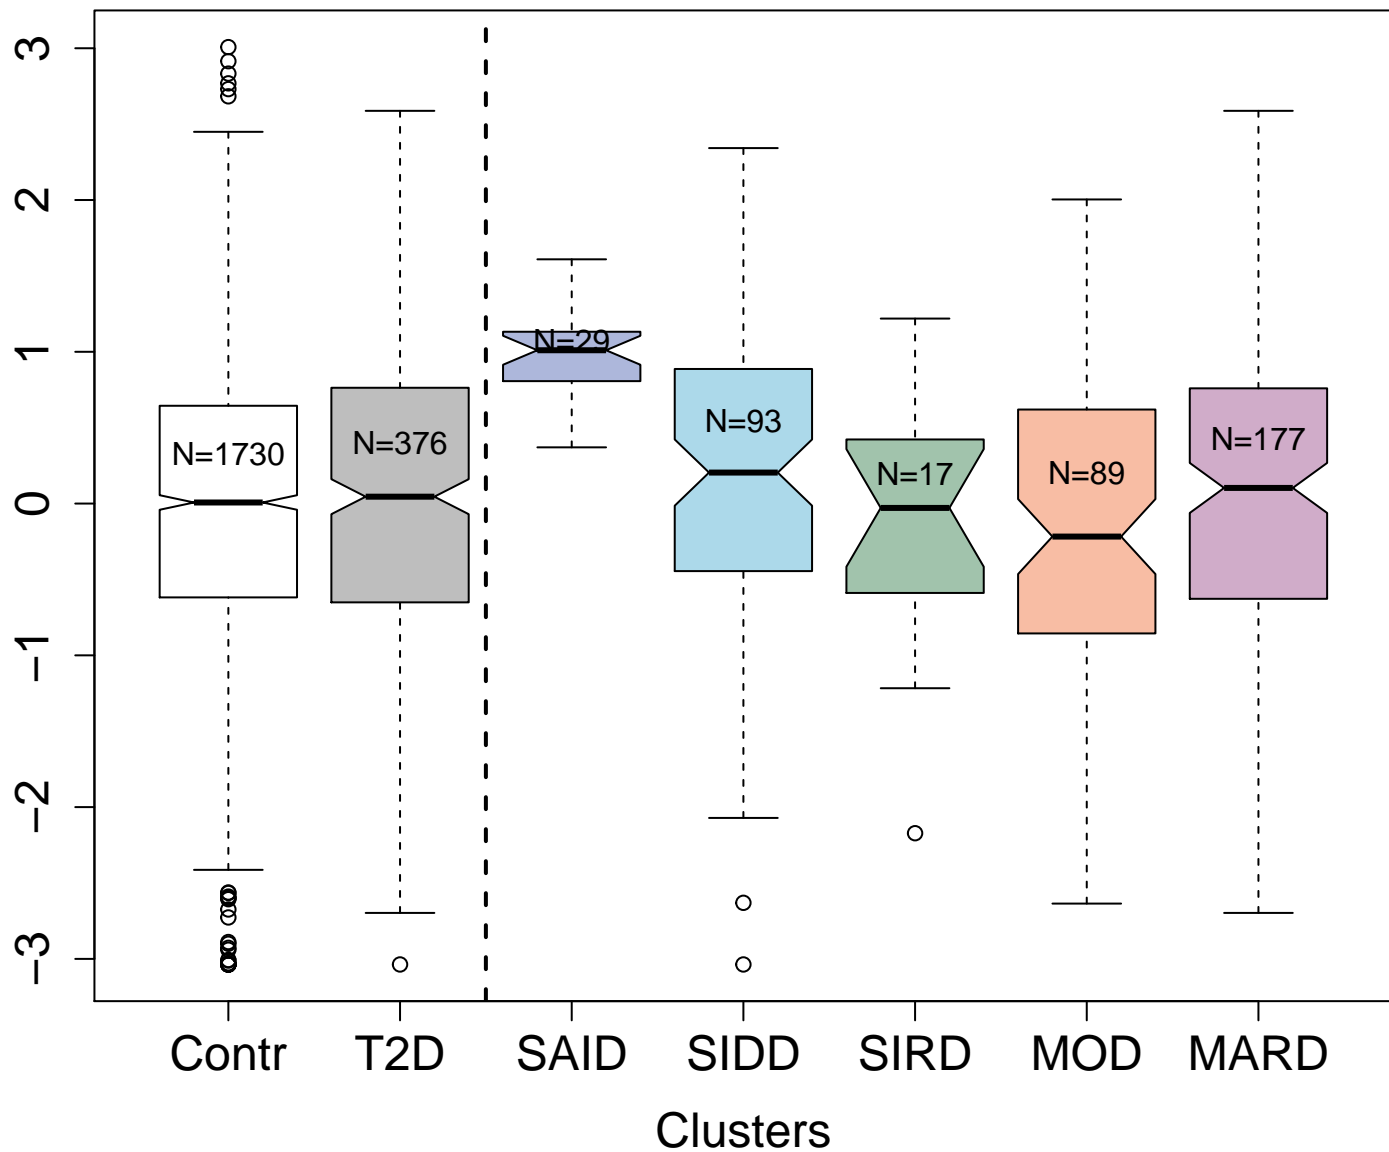 3
2
1
0
−1
−2
−3
N=1730
N=376
N=29
N=93
N=17
N=89
N=177
Contr T2D SAID SIDD SIRD MOD MARD
Clusters